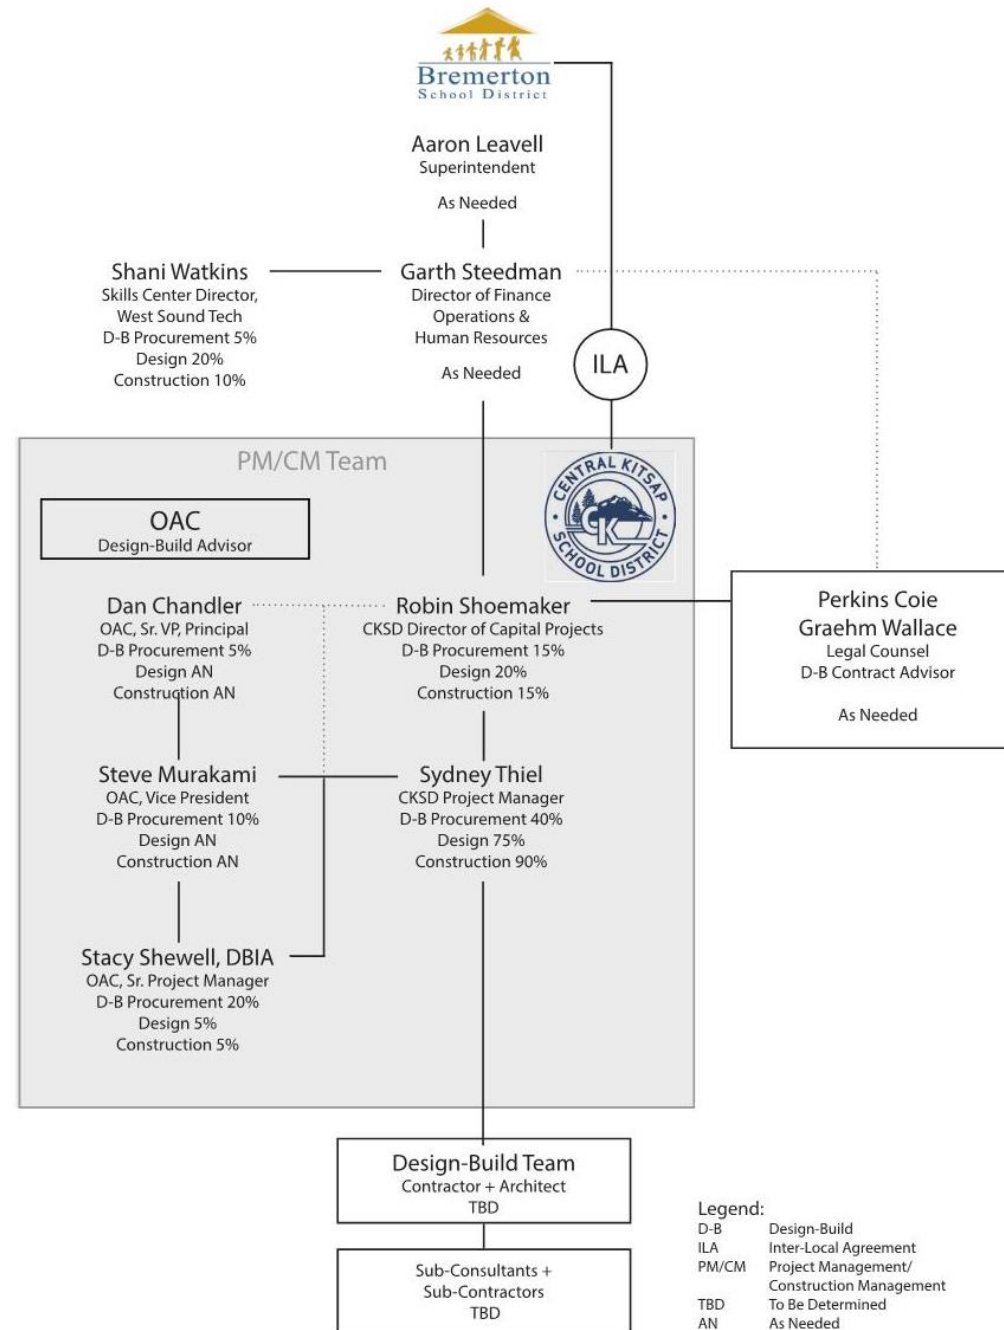 Bremerton
School District
Aaron Leavell
Superintendent
As Needed
Shani Watkins
Skills Center Director,
West Sound Tech
D-B Procurement 5%
Design 20%
Construction 10%
Garth Steedman
Director of Finance
Operations &
Human Resources
As Needed
ILA
PM/CM Team
CENTRAL KITSAP
CK
SCHOOL DISTRICT
OAC
Design-Build Advisor
Dan Chandler
OAC, Sr. VP, Principal
D-B Procurement 5%
Design AN
Construction AN
Robin Shoemaker
CKSD Director of Capital Projects
D-B Procurement 15%
Design 20%
Construction 15%
Perkins Coie
Graehm Wallace
Legal Counsel
D-B Contract Advisor
As Needed
Steve Murakami
OAC, Vice President
D-B Procurement 10%
Design AN
Construction AN
Sydney Thiel
CKSD Project Manager
D-B Procurement 40%
Design 75%
Construction 90%
Stacy Shewell, DBIA
OAC, Sr. Project Manager
D-B Procurement 20%
Design 5%
Construction 5%
Design-Build Team
Contractor + Architect
TBD
Sub-Consultants +
Sub-Contractors
TBD
Legend:
D-B Design-Build
ILA Inter-Local Agreement
PM/CM Project Management/
Construction Management
TBD To Be Determined
AN As Needed